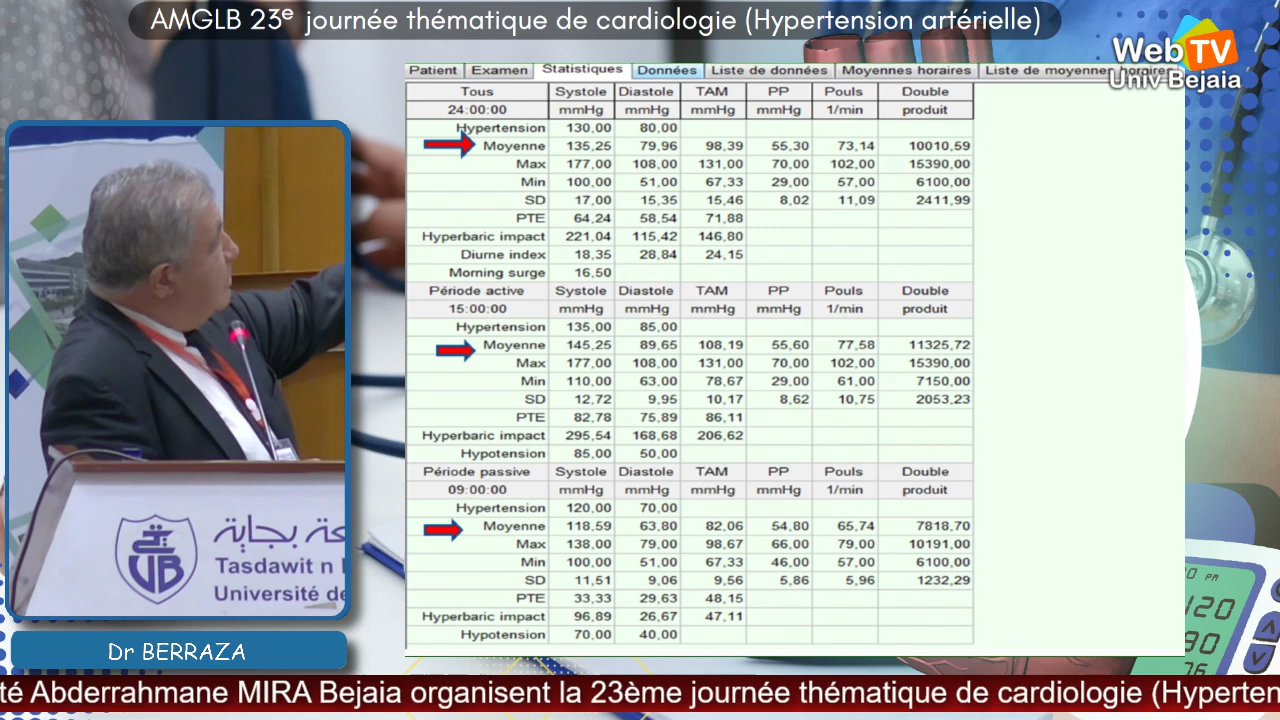 AMGLB 23e journée thématique de cardiologie (Hypertension artérielle)
WebTV
Univ Bejaia
Patient Examen Statistiques Données Liste de données Moyennes horaires Liste de moyennes horaires
Tous Systole Diastole TAM PP Pouls Double
24:00:00 mmHg mmHg mmHg mmHg 1/min produit
Hypertension 130,00 80,00
Moyenne 135,25 79,96 98,39 55,30 73,14 10010,59
Max 177,00 108,00 131,00 70,00 102,00 15390,00
Min 100,00 51,00 67,33 29,00 57,00 6100,00
SD 17,00 15,35 15,46 8,02 11,09 2411,99
PTE 64,24 58,54 71,88
Hyperbaric impact 221,04 115,42 146,80
Diurne index 18,35 28,84 24,15
Morning surge 16,50
Période active Systole Diastole TAM PP Pouls Double
15:00:00 mmHg mmHg mmHg mmHg 1/min produit
Hypertension 135,00 85,00
Moyenne 145,25 89,65 108,19 55,60 77,58 11325,72
Max 177,00 108,00 131,00 70,00 102,00 15390,00
Min 110,00 63,00 78,67 29,00 61,00 7150,00
SD 12,72 9,95 10,17 8,62 10,75 2053,23
PTE 82,78 75,89 86,11
Hyperbaric impact 295,54 168,68 206,62
Hypotension 85,00 50,00
Période passive Systole Diastole TAM PP Pouls Double
09:00:00 mmHg mmHg mmHg mmHg 1/min produit
Hypertension 120,00 70,00
Moyenne 118,59 63,80 82,06 54,80 65,74 7818,70
Max 138,00 79,00 98,67 66,00 79,00 10191,00
Min 100,00 51,00 67,33 46,00 57,00 6100,00
SD 11,51 9,06 9,56 5,86 5,96 1232,29
PTE 33,33 29,63 48,15
Hyperbaric impact 96,89 26,67 47,11
Hypotension 70,00 40,00
بجاية
Tasdawit n
Université de
UB
PM
120
80
76
Dr BERRAZA
té Abderrahmane MIRA Bejaia organisent la 23ème journée thématique de cardiologie (Hyperten